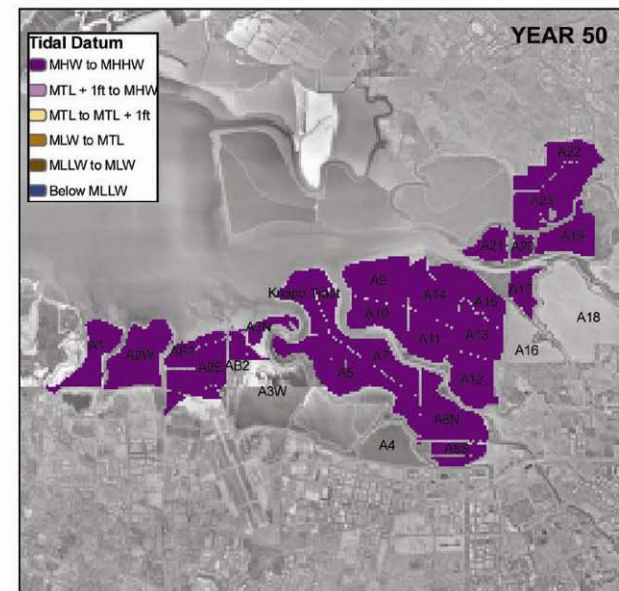 YEAR 50
Tidal Datum
MHW to MHHW
MTL + 1ft to MHW
MTL to MTL + 1ft
MLW to MTL
MLLW to MLW
Below MLLW
A22
A23
A21
A20
A19
Knapp Tract
A9
A14
A17
A10
A15
A18
A1
A2W
AB1
A3N
A11
A13
A16
A2E
AB2
A5
A7
A12
A3W
A8N
A4
A8S